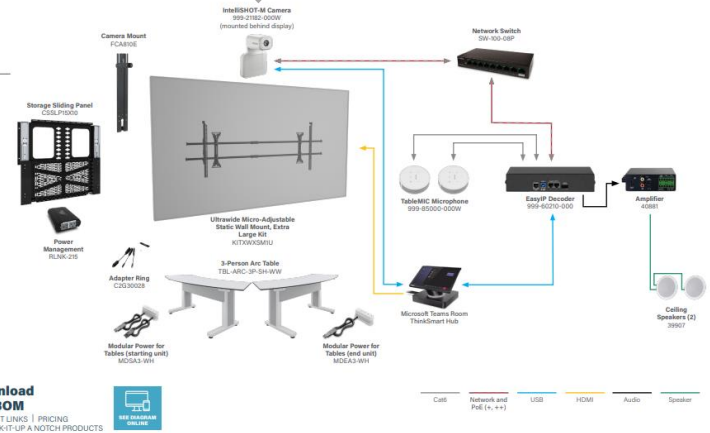 IntelliSHOT-M Camera
999-21182-000W
(mounted behind display)
Network Switch
SW-100-08P
Camera Mount
FCA810E
Storage Sliding Panel
CSSLP15X10
TableMIC Microphone
999-85000-000W
EasyIP Decoder
999-60210-000
Amplifier
40881
Ultrawide Micro-Adjustable
Static Wall Mount, Extra
Large Kit
KITXWXSM1U
Power
Management
RLNK-215
Adapter Ring
C2G30028
3-Person Arc Table
TBL-ARC-3P-SH-WW
Microsoft Teams Room
ThinkSmart Hub
Ceiling
Speakers (2)
39907
Modular Power for
Tables (starting unit)
MDSA3-WH
Modular Power for
Tables (end unit)
MDEA3-WH
nload
BOM
T LINKS | PRICING
K-IT-UP A NOTCH PRODUCTS
SEE DIAGRAM
ONLINE
Cat6
Network and
PoE (+, ++)
USB
HDMI
Audio
Speaker